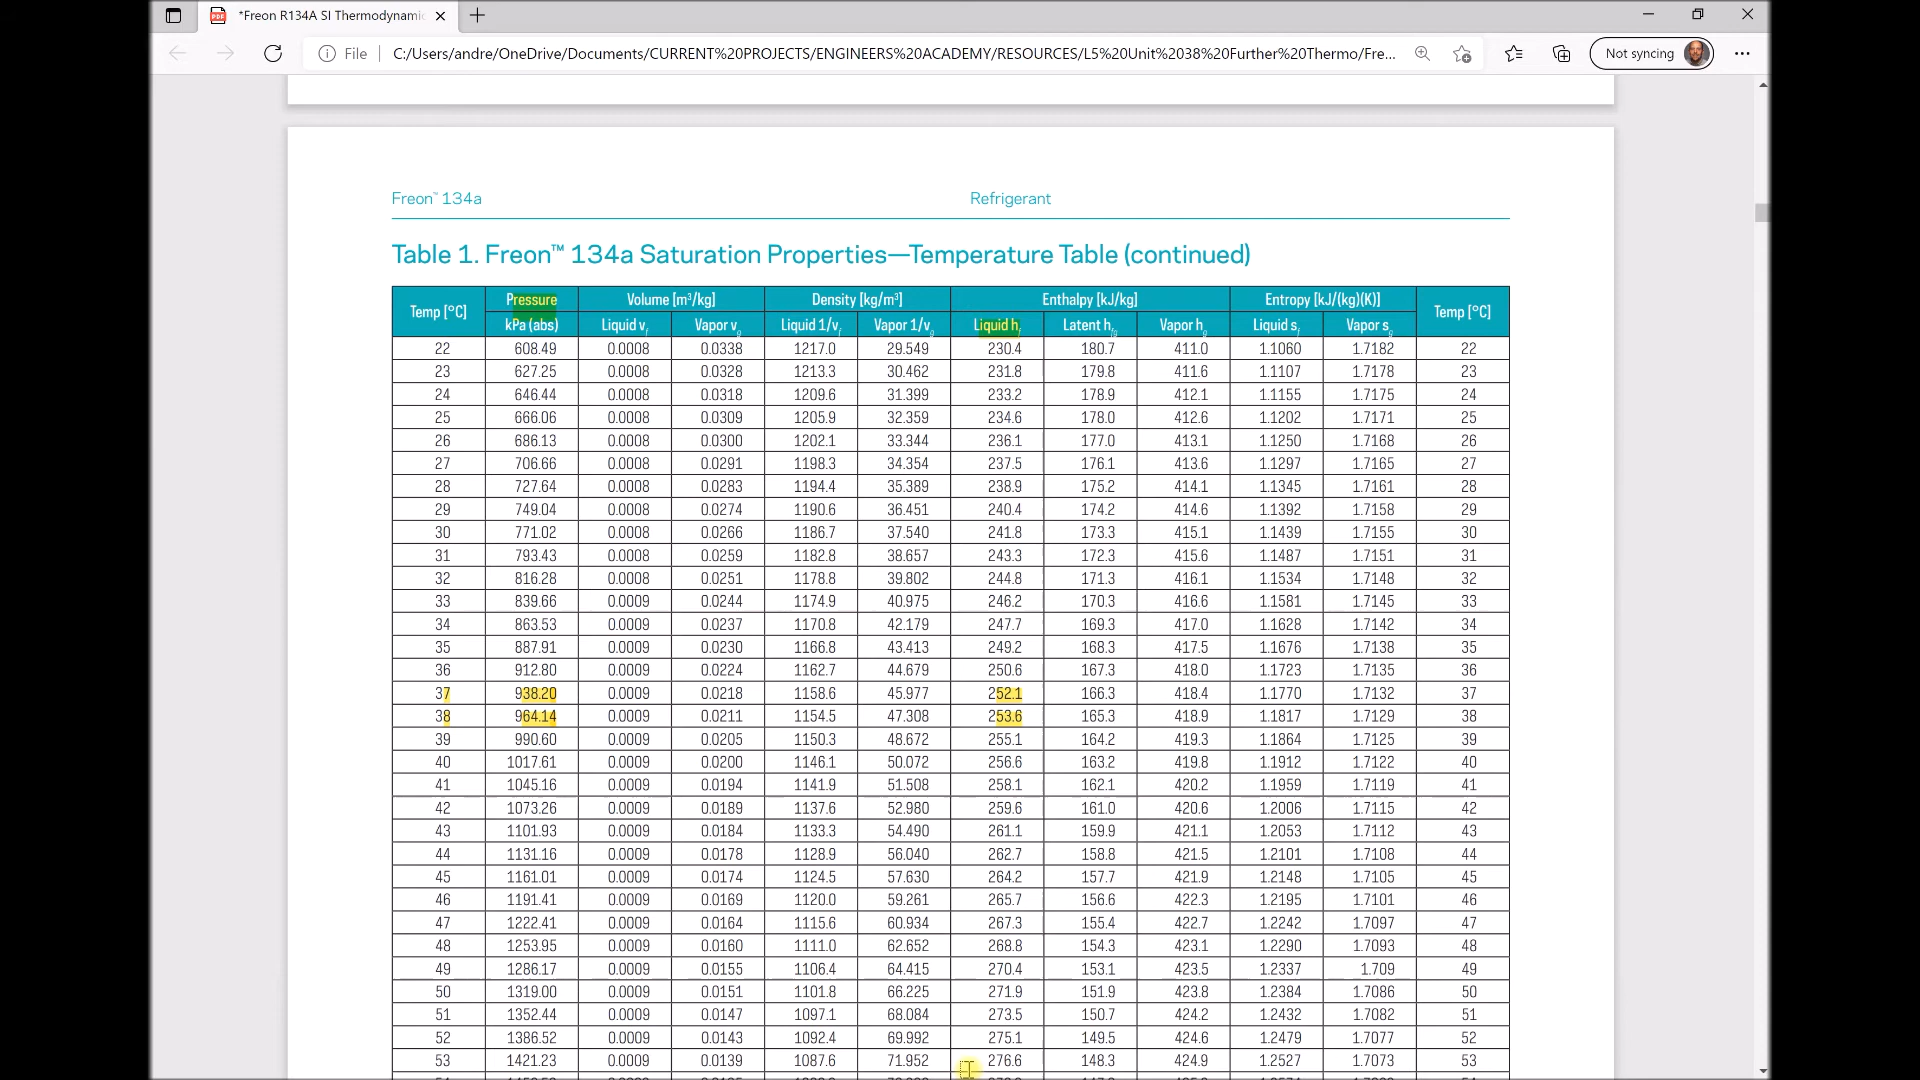 *Freon R134A SI Thermodynamic
File C:/Users/andre/OneDrive/Documents/CURRENT%20PROJECTS/ENGINEERS%20ACADEMY/RESOURCES/L5%20Unit%2038%20Further%20Thermo/Fre... Not syncing
Freon™ 134a Refrigerant
Table 1. Freon™ 134a Saturation Properties—Temperature Table (continued)
Temp [°C] Pressure Volume [m³/kg] Density [kg/m³] Enthalpy [kJ/kg] Entropy [kJ/(kg)(K)] Temp [°C]
kPa (abs) Liquid vf Vapor vg Liquid 1/vf Vapor 1/vg Liquid hf Latent hfg Vapor hg Liquid sf Vapor sg
22 608.49 0.0008 0.0338 1217.0 29.549 230.4 180.7 411.0 1.1060 1.7182 22
23 627.25 0.0008 0.0328 1213.3 30.462 231.8 179.8 411.6 1.1107 1.7178 23
24 646.44 0.0008 0.0318 1209.6 31.399 233.2 178.9 412.1 1.1155 1.7175 24
25 666.06 0.0008 0.0309 1205.9 32.359 234.6 178.0 412.6 1.1202 1.7171 25
26 686.13 0.0008 0.0300 1202.1 33.344 236.1 177.0 413.1 1.1250 1.7168 26
27 706.66 0.0008 0.0291 1198.3 34.354 237.5 176.1 413.6 1.1297 1.7165 27
28 727.64 0.0008 0.0283 1194.4 35.389 238.9 175.2 414.1 1.1345 1.7161 28
29 749.04 0.0008 0.0274 1190.6 36.451 240.4 174.2 414.6 1.1392 1.7158 29
30 771.02 0.0008 0.0266 1186.7 37.540 241.8 173.3 415.1 1.1439 1.7155 30
31 793.43 0.0008 0.0259 1182.8 38.657 243.3 172.3 415.6 1.1487 1.7151 31
32 816.28 0.0008 0.0251 1178.8 39.802 244.8 171.3 416.1 1.1534 1.7148 32
33 839.66 0.0009 0.0244 1174.9 40.975 246.2 170.3 416.6 1.1581 1.7145 33
34 863.53 0.0009 0.0237 1170.8 42.179 247.7 169.3 417.0 1.1628 1.7142 34
35 887.91 0.0009 0.0230 1166.8 43.413 249.2 168.3 417.5 1.1676 1.7138 35
36 912.80 0.0009 0.0224 1162.7 44.679 250.6 167.3 418.0 1.1723 1.7135 36
37 938.20 0.0009 0.0218 1158.6 45.977 252.1 166.3 418.4 1.1770 1.7132 37
38 964.14 0.0009 0.0211 1154.5 47.308 253.6 165.3 418.9 1.1817 1.7129 38
39 990.60 0.0009 0.0205 1150.3 48.672 255.1 164.2 419.3 1.1864 1.7125 39
40 1017.61 0.0009 0.0200 1146.1 50.072 256.6 163.2 419.8 1.1912 1.7122 40
41 1045.16 0.0009 0.0194 1141.9 51.508 258.1 162.1 420.2 1.1959 1.7119 41
42 1073.26 0.0009 0.0189 1137.6 52.980 259.6 161.0 420.6 1.2006 1.7115 42
43 1101.93 0.0009 0.0184 1133.3 54.490 261.1 159.9 421.1 1.2053 1.7112 43
44 1131.16 0.0009 0.0178 1128.9 56.040 262.7 158.8 421.5 1.2101 1.7108 44
45 1161.01 0.0009 0.0174 1124.5 57.630 264.2 157.7 421.9 1.2148 1.7105 45
46 1191.41 0.0009 0.0169 1120.0 59.261 265.7 156.6 422.3 1.2195 1.7101 46
47 1222.41 0.0009 0.0164 1115.6 60.934 267.3 155.4 422.7 1.2242 1.7097 47
48 1253.95 0.0009 0.0160 1111.0 62.652 268.8 154.3 423.1 1.2290 1.7093 48
49 1286.17 0.0009 0.0155 1106.4 64.415 270.4 153.1 423.5 1.2337 1.709 49
50 1319.00 0.0009 0.0151 1101.8 66.225 271.9 151.9 423.8 1.2384 1.7086 50
51 1352.44 0.0009 0.0147 1097.1 68.084 273.5 150.7 424.2 1.2432 1.7082 51
52 1386.52 0.0009 0.0143 1092.4 69.992 275.1 149.5 424.6 1.2479 1.7077 52
53 1421.23 0.0009 0.0139 1087.6 71.952 276.6 148.3 424.9 1.2527 1.7073 53